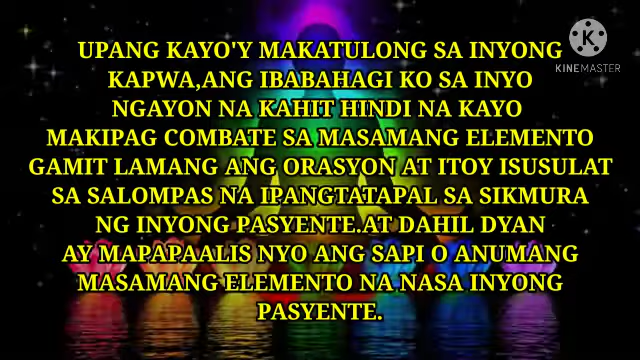 KINEMASTER
UPANG KAYO'Y MAKATULONG SA INYONG
KAPWA,ANG IBABAHAGI KO SA INYO
NGAYON NA KAHIT HINDI NA KAYO
MAKIPAG COMBATE SA MASAMANG ELEMENTO
GAMIT LAMANG ANG ORASYON AT ITOY ISUSULAT
SA SALOMPAS NA IPANGTATAPAL SA SIKMURA
NG INYONG PASYENTE.AT DAHIL DYAN
AY MAPAPAALIS NYO ANG SAPI O ANUMANG
MASAMANG ELEMENTO NA NASA INYONG
PASYENTE.